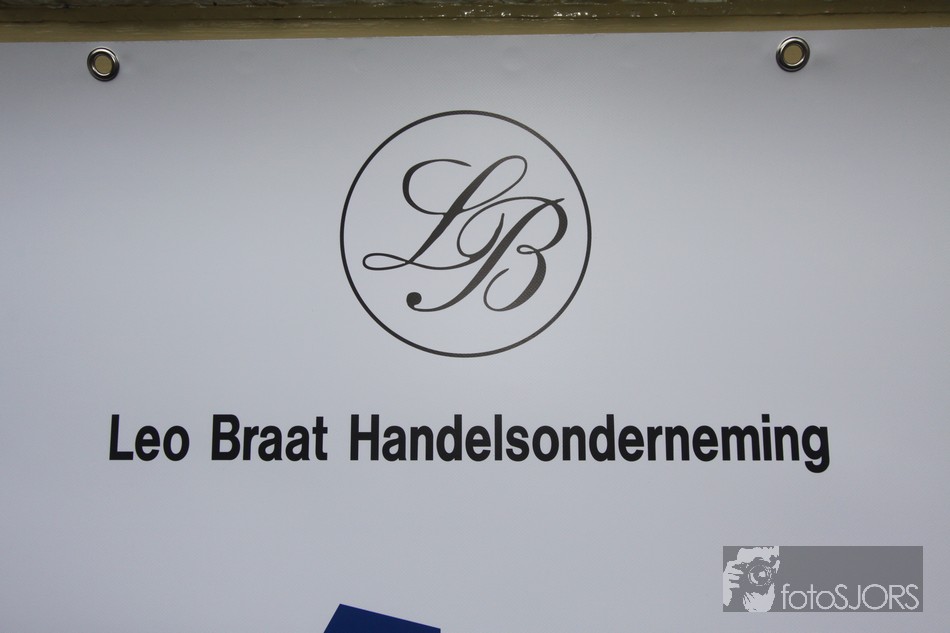 LB
Leo Braat Handelsonderneming
fotoSJORS